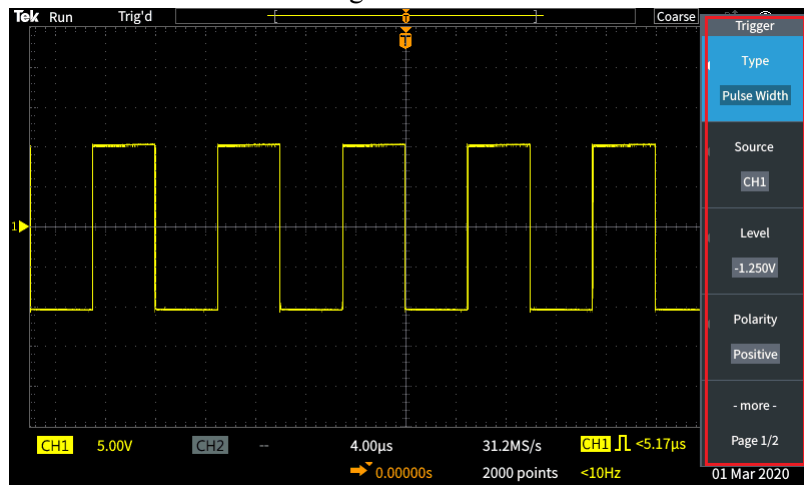 Tek Run Trig'd Coarse
Trigger
T
Type
Pulse Width
Source
CH1
1
Level
-1.250V
Polarity
Positive
- more -
Page 1/2
CH1 5.00V CH2 -- 4.00µs 31.2MS/s CH1 <5.17µs
0.00000s 2000 points <10Hz
01 Mar 2020